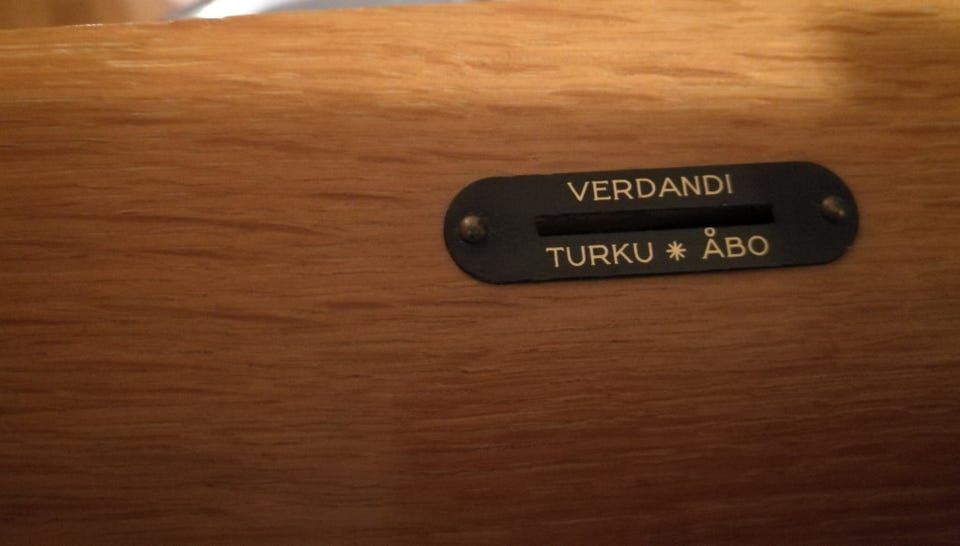 VERDANDI
TURKU * ÅBO